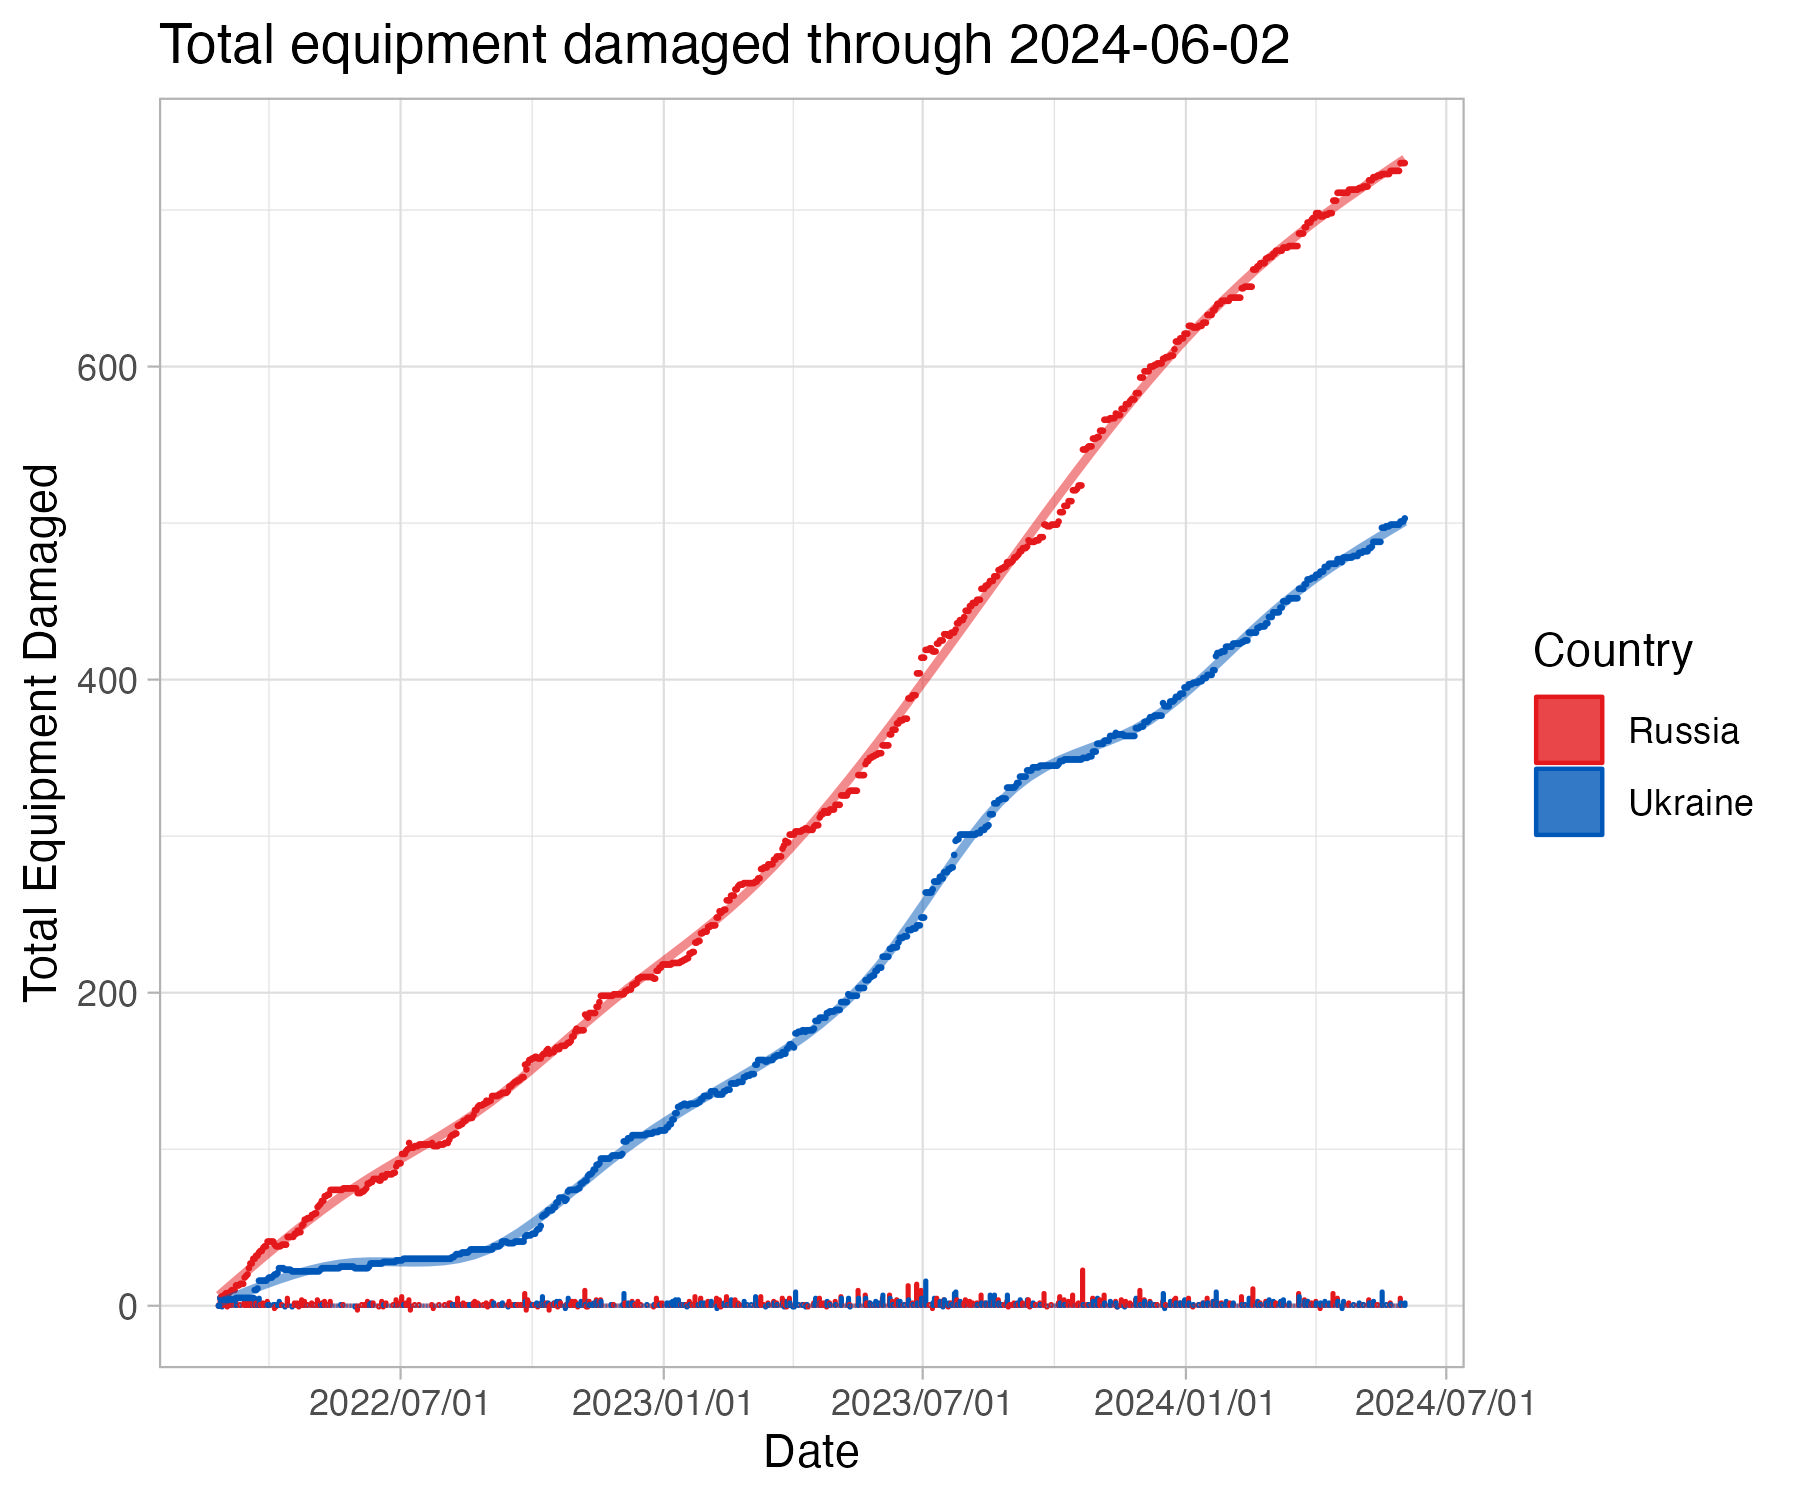 Total equipment damaged through 2024-06-02
Total Equipment Damaged
600
400
200
0
2022/07/01
2023/01/01
2023/07/01
2024/01/01
2024/07/01
Date
Country
Russia
Ukraine